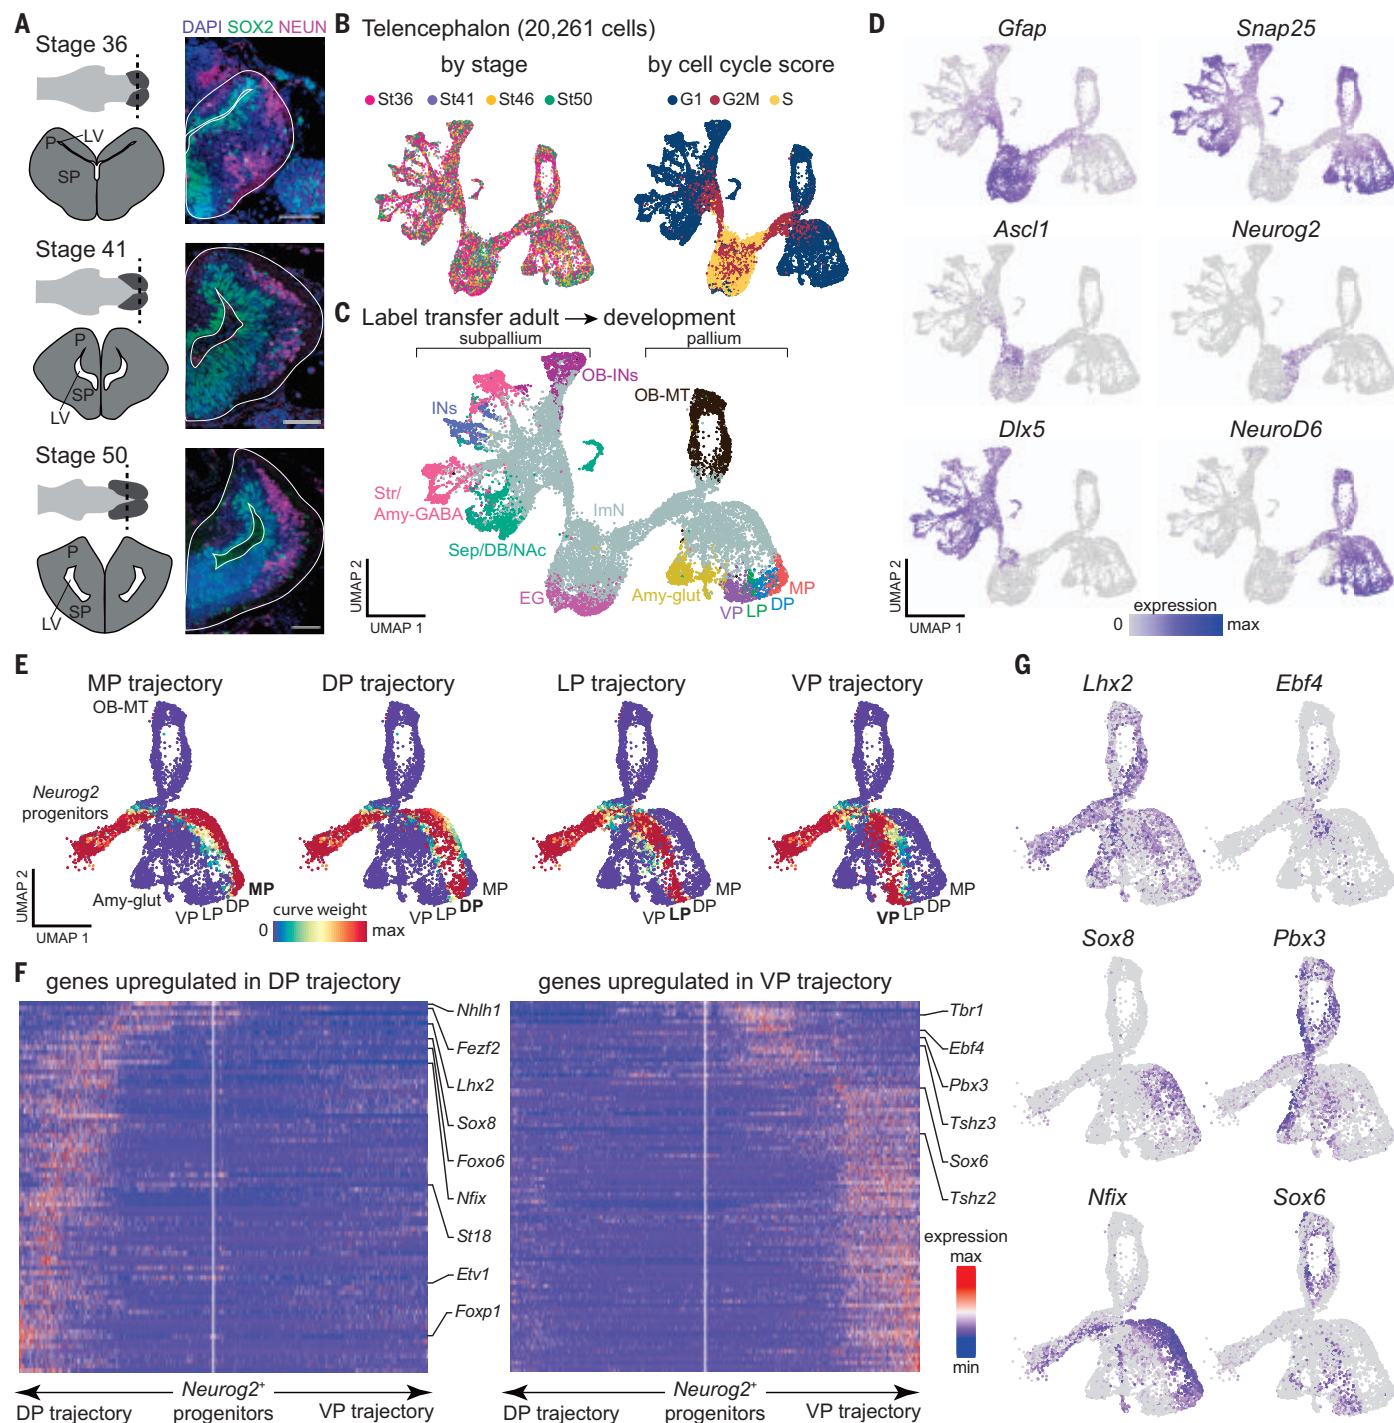 A
DAPI SOX2 NEUN
Stage 36
P
LV
SP
Stage 41
P
SP
LV
Stage 50
P
SP
LV
B
Telencephalon (20,261 cells)
by stage
St36 St41 St46 St50
by cell cycle score
G1 G2M S
C
Label transfer adult → development
subpallium
pallium
OB-INs
OB-MT
INs
Str/
Amy-GABA
ImN
Sep/DB/NAc
EG
Amy-glut
MP
DP
LP
VP
UMAP 2
UMAP 1
D
Gfap
Snap25
Ascl1
Neurog2
Dlx5
NeuroD6
UMAP 2
UMAP 1
expression
0 max
E
MP trajectory
DP trajectory
LP trajectory
VP trajectory
OB-MT
Neurog2
progenitors
Amy-glut
VP LP DP MP
MP
VP LP DP
MP
VP LP DP
MP
VP LP DP
UMAP 2
UMAP 1
curve weight
0 max
F
genes upregulated in DP trajectory
Nhlh1
Fezf2
Lhx2
Sox8
Foxo6
Nfix
St18
Etv1
Foxp1
DP trajectory
Neurog2+
progenitors
VP trajectory
genes upregulated in VP trajectory
Tbr1
Ebf4
Pbx3
Tshz3
Sox6
Tshz2
DP trajectory
Neurog2+
progenitors
VP trajectory
expression
max
min
G
Lhx2
Ebf4
Sox8
Pbx3
Nfix
Sox6